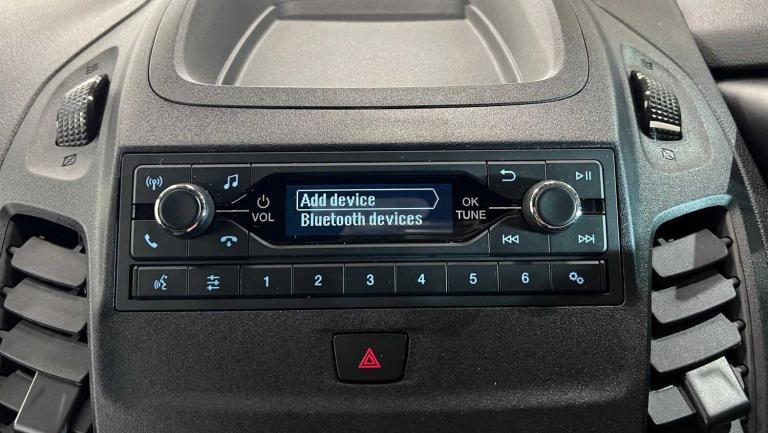 Add device
Bluetooth devices
VOL
OK
TUNE
1 2 3 4 5 6